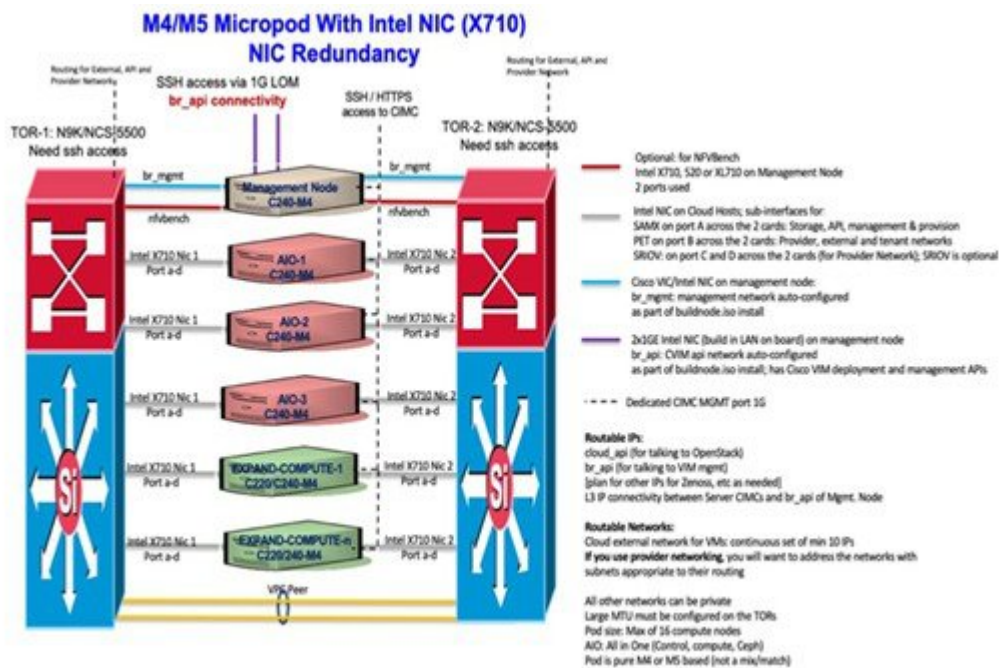 M4/M5 Micropod With Intel NIC (X710)
NIC Redundancy
Routing for External, API and
Provider Network
SSH access via 1G LOM
br_api connectivity
SSH / HTTPS
access to CIMC
Routing for External, API and
Provider Network
TOR-1: N9K/NCS-5500
Need ssh access
TOR-2: N9K/NCS-5500
Need ssh access
br_mgmt
br_mgmt
Management Node
C240-M4
nfvbench
nfvbench
Intel X710 Nic 1
Port a-d
AIO-1
C240-M4
Intel X710 Nic 2
Port a-d
Intel X710 Nic 1
Port a-d
AIO-2
C240-M4
Intel X710 Nic 2
Port a-d
Intel X710 Nic 1
Port a-d
AIO-3
C240-M4
Intel X710 Nic 2
Port a-d
Intel X710 Nic 1
Port a-d
EXPAND-COMPUTE-1
C220/C240-M4
Intel X710 Nic 2
Port a-d
Intel X710 Nic 1
Port a-d
EXPAND-COMPUTE-n
C220/240-M4
Intel X710 Nic 2
Port a-d
Si
Si
VPC Peer
Optional: for NFVBench
Intel X710, 520 or XL710 on Management Node
2 ports used
Intel NIC on Cloud Hosts; sub-interfaces for:
SAMX on port A across the 2 cards: Storage, API, management & provision
PET on port B across the 2 cards: Provider, external and tenant networks
SRIOV: on port C and D across the 2 cards (for Provider Network); SRIOV is optional
Cisco VIC/Intel NIC on management node:
br_mgmt: management network auto-configured
as part of buildnode.iso install
2x1GE Intel NIC (build in LAN on board) on management node
br_api: CVIM api network auto-configured
as part of buildnode.iso install; has Cisco VIM deployment and management APIs
Dedicated CIMC MGMT port 1G
Routable IPs:
cloud_api (for talking to OpenStack)
br_api (for talking to VIM mgmt)
[plan for other IPs for Zenoss, etc as needed]
L3 IP connectivity between Server CIMCs and br_api of Mgmt. Node
Routable Networks:
Cloud external network for VMs: continuous set of min 10 IPs
If you use provider networking, you will want to address the networks with
subnets appropriate to their routing
All other networks can be private
Large MTU must be configured on the TORs
Pod size: Max of 16 compute nodes
AIO: All in One (Control, compute, Ceph)
Pod is pure M4 or M5 based (not a mix/match)